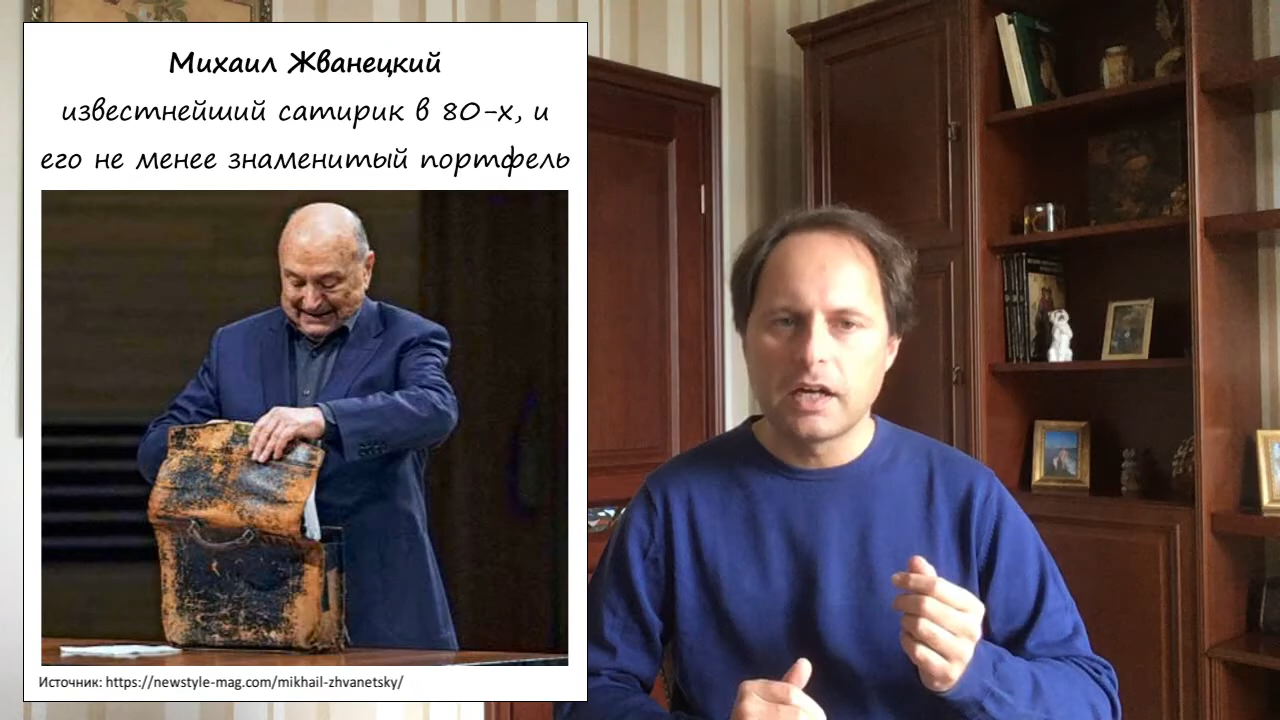 Михаил Жванецкий
известнейший сатирик в 80-х, и
его не менее знаменитый портфель
Источник: https://newstyle-mag.com/mikhail-zhvanetsky/